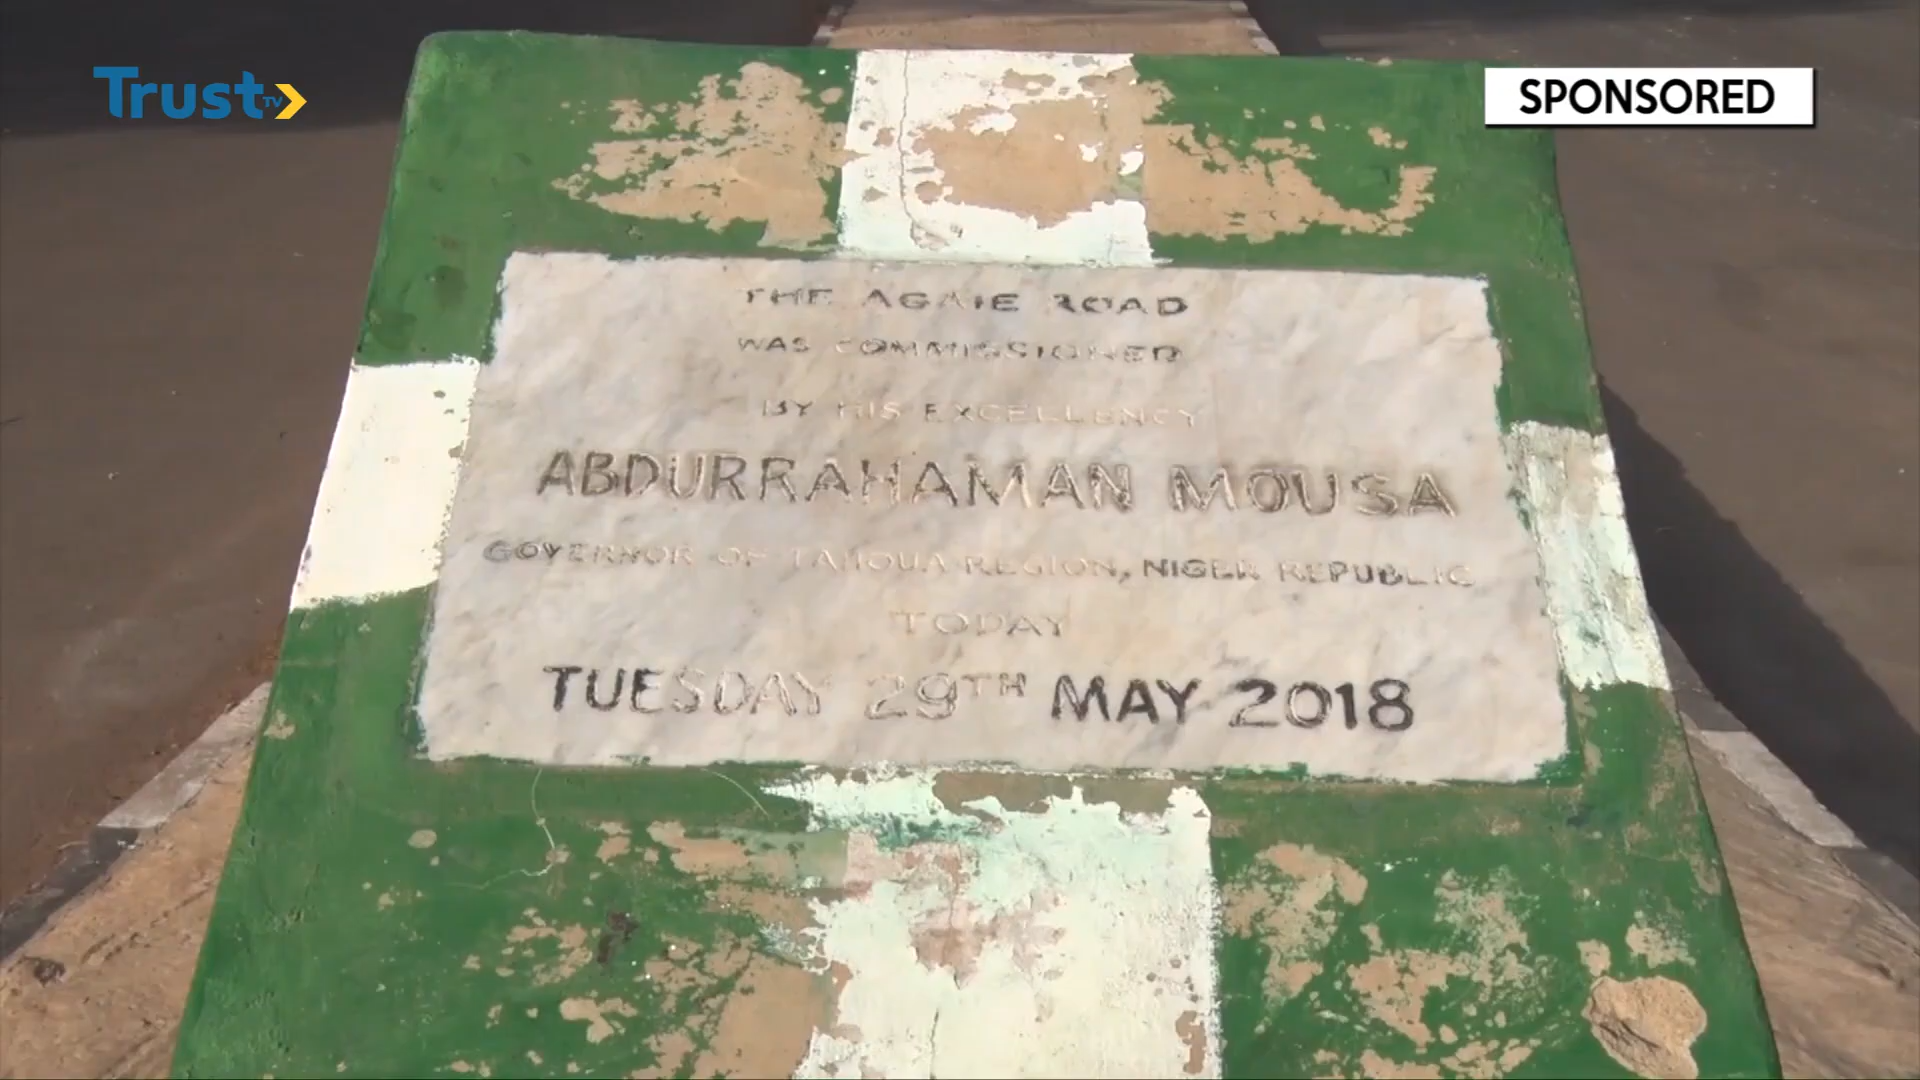 Trust TV
SPONSORED
THE AGAIE ROAD
WAS COMMISSIONED
BY HIS EXCELLENCY
ABDURRAHAMAN MOUSA
GOVERNOR OF TAHOUA REGION, NIGER REPUBLIC
TODAY
TUESDAY 29TH MAY 2018